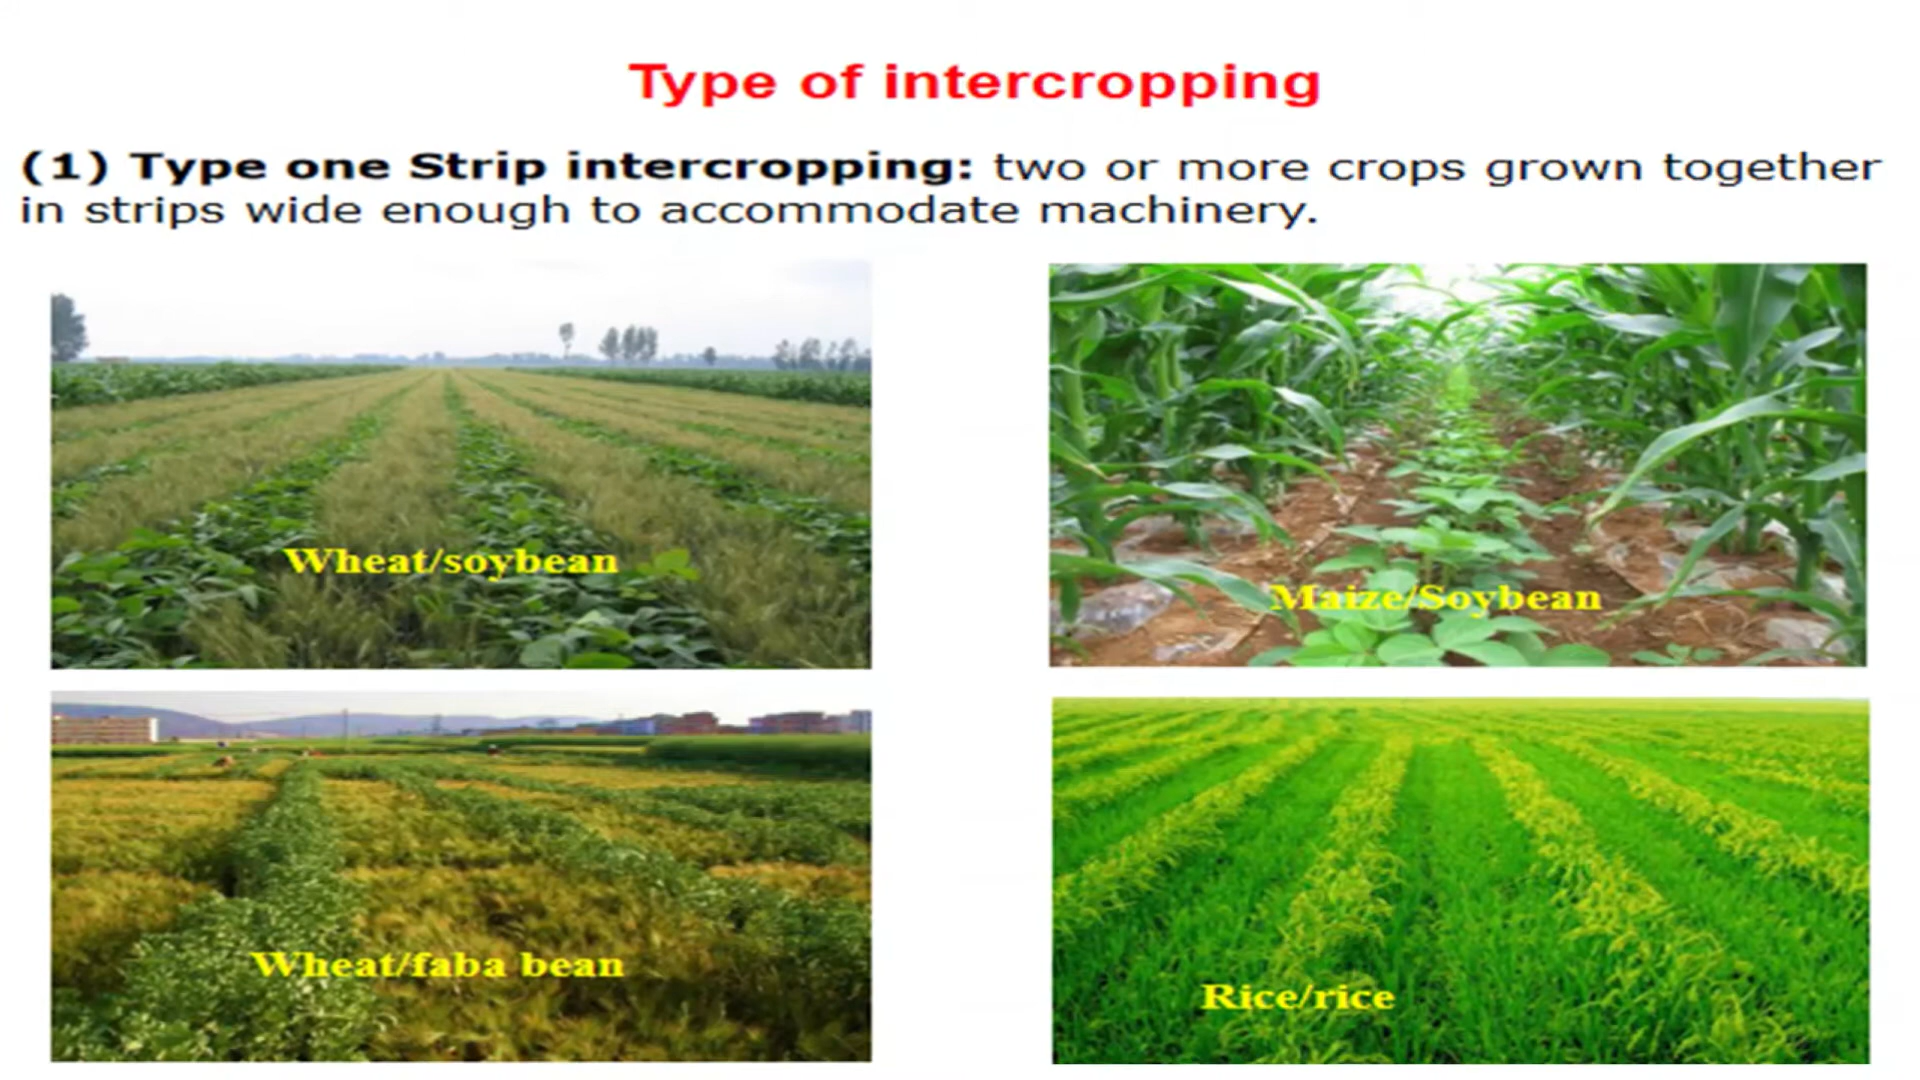 Type of intercropping
(1) Type one Strip intercropping: two or more crops grown together
in strips wide enough to accommodate machinery.
Wheat/soybean
Maize/Soybean
Wheat/faba bean
Rice/rice